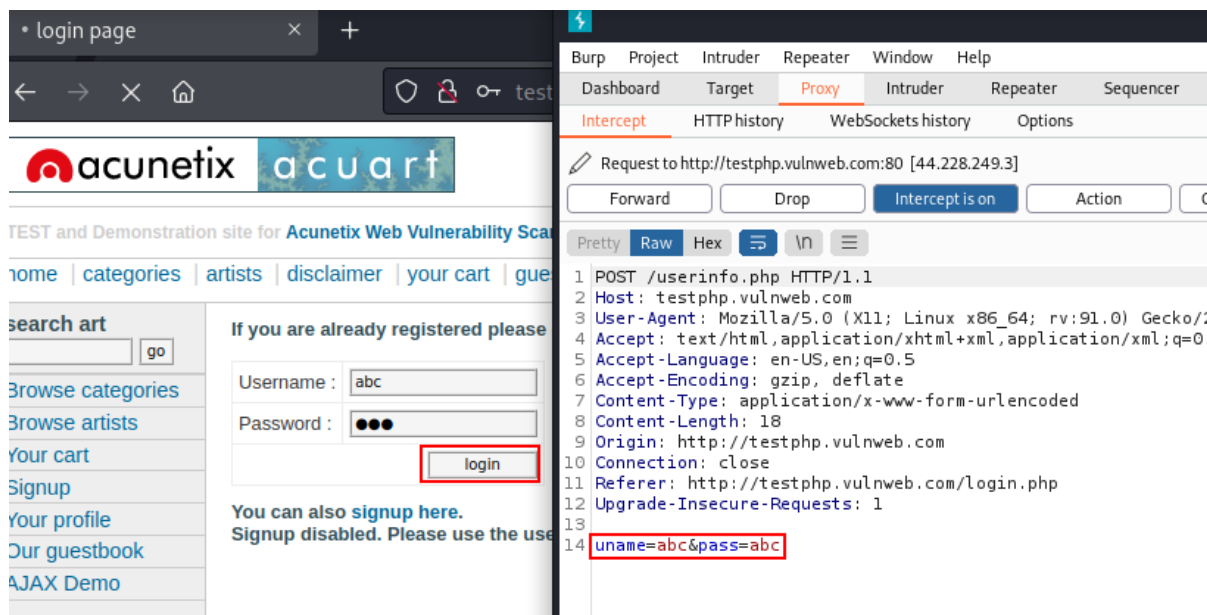 • login page × +
test
acunetix acuart
TEST and Demonstration site for Acunetix Web Vulnerability Scan
home | categories | artists | disclaimer | your cart | gue
search art
go
Browse categories
Browse artists
Your cart
Signup
Your profile
Our guestbook
AJAX Demo
If you are already registered please
Username : abc
Password : ●●●
login
You can also signup here.
Signup disabled. Please use the use
Burp Project Intruder Repeater Window Help
Dashboard Target Proxy Intruder Repeater Sequencer
Intercept HTTP history WebSockets history Options
Request to http://testphp.vulnweb.com:80 [44.228.249.3]
Forward Drop Intercept is on Action
Pretty Raw Hex \n
1 POST /userinfo.php HTTP/1.1
2 Host: testphp.vulnweb.com
3 User-Agent: Mozilla/5.0 (X11; Linux x86_64; rv:91.0) Gecko/2
4 Accept: text/html,application/xhtml+xml,application/xml;q=0.
5 Accept-Language: en-US,en;q=0.5
6 Accept-Encoding: gzip, deflate
7 Content-Type: application/x-www-form-urlencoded
8 Content-Length: 18
9 Origin: http://testphp.vulnweb.com
10 Connection: close
11 Referer: http://testphp.vulnweb.com/login.php
12 Upgrade-Insecure-Requests: 1
13
14 uname=abc&pass=abc